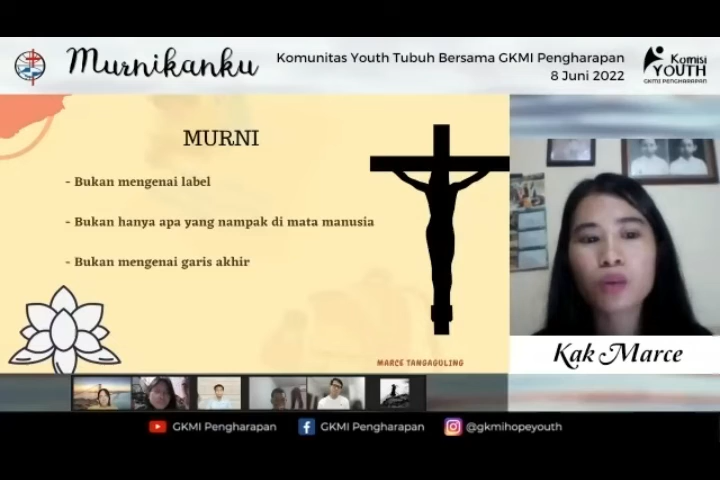 Murnikanku
Komunitas Youth Tubuh Bersama GKMI Pengharapan
8 Juni 2022
Komisi
YOUTH
GKMI PENGHARAPAN
MURNI
- Bukan mengenai label
- Bukan hanya apa yang nampak di mata manusia
- Bukan mengenai garis akhir
MARCE TANGAGULING
Kak Marce
GKMI Pengharapan
GKMI Pengharapan
@gkmihopeyouth